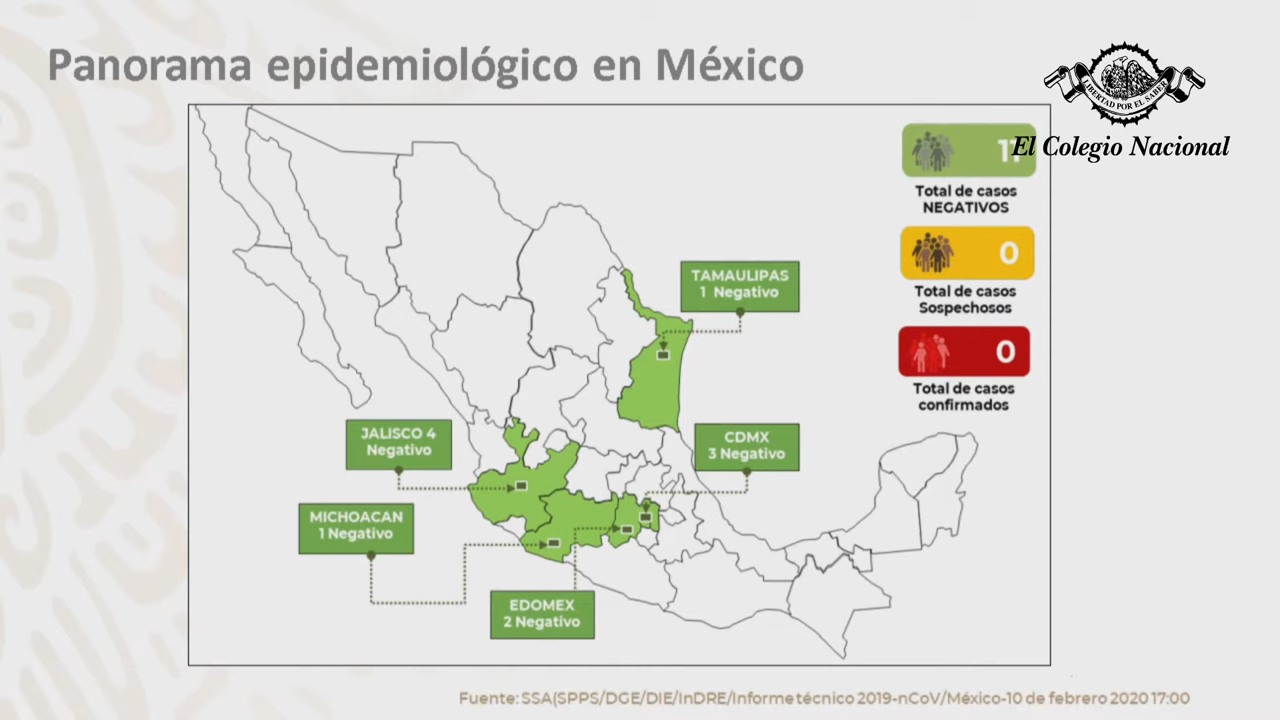 Panorama epidemiológico en México
LIBERTAD POR EL SABER
El Colegio Nacional
11
Total de casos
NEGATIVOS
0
Total de casos
Sospechosos
0
Total de casos
confirmados
TAMAULIPAS
1 Negativo
JALISCO 4
Negativo
CDMX
3 Negativo
MICHOACAN
1 Negativo
EDOMEX
2 Negativo
Fuente: SSA(SPPS/DGE/DIE/InDRE/Informe técnico 2019-nCoV/México-10 de febrero 2020 17:00